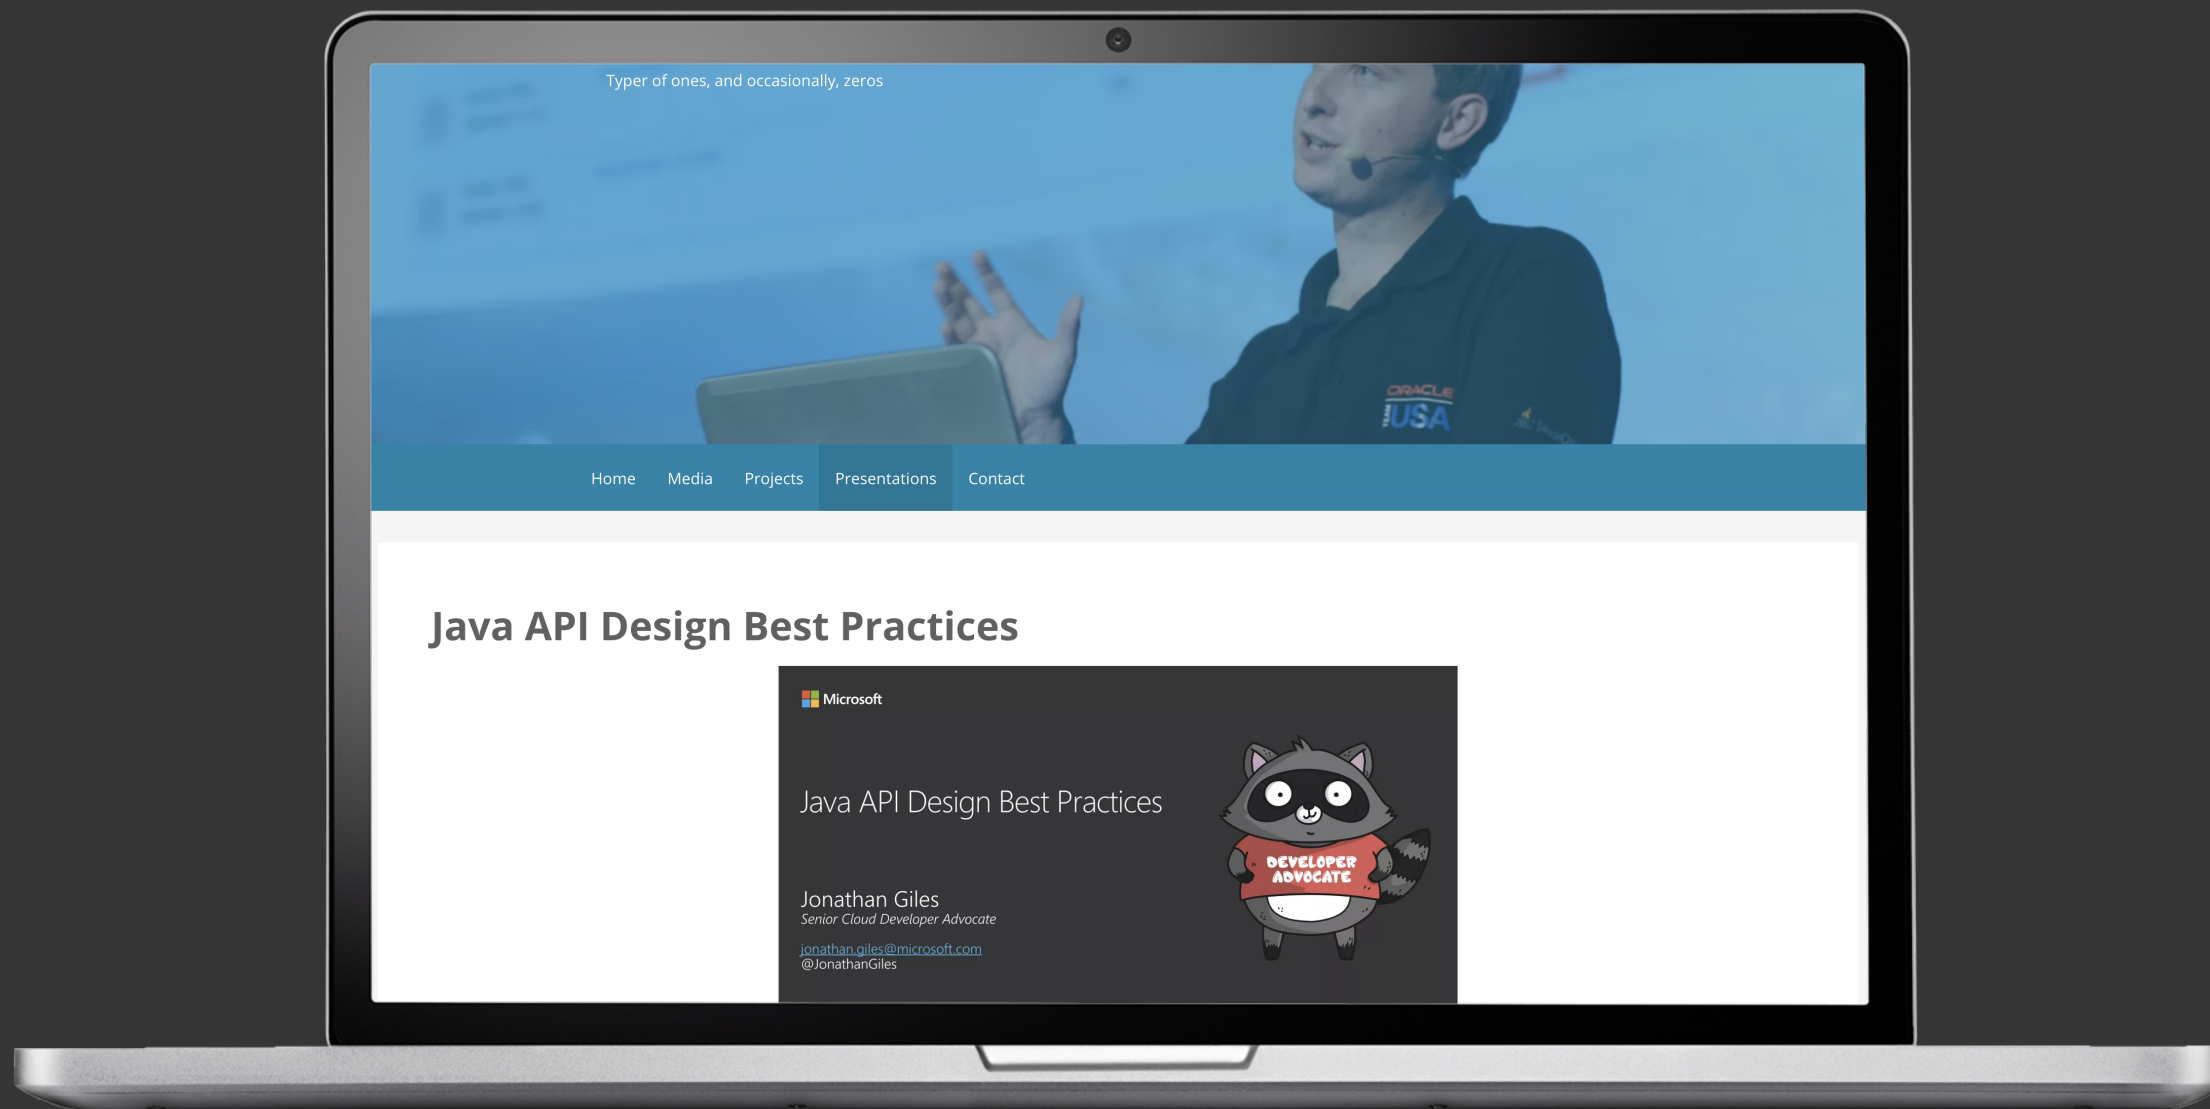 Typer of ones, and occasionally, zeros
ORACLE
TEAM
USA
Home Media Projects Presentations Contact
Java API Design Best Practices
Microsoft
Java API Design Best Practices
DEVELOPER
ADVOCATE
Jonathan Giles
Senior Cloud Developer Advocate
jonathan.giles@microsoft.com
@JonathanGiles